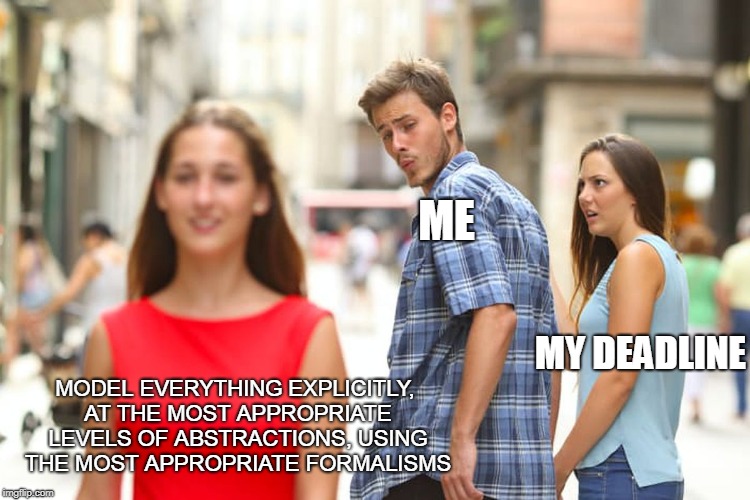 ME
MY DEADLINE
MODEL EVERYTHING EXPLICITLY,
AT THE MOST APPROPRIATE
LEVELS OF ABSTRACTIONS, USING
THE MOST APPROPRIATE FORMALISMS
imgflip.com